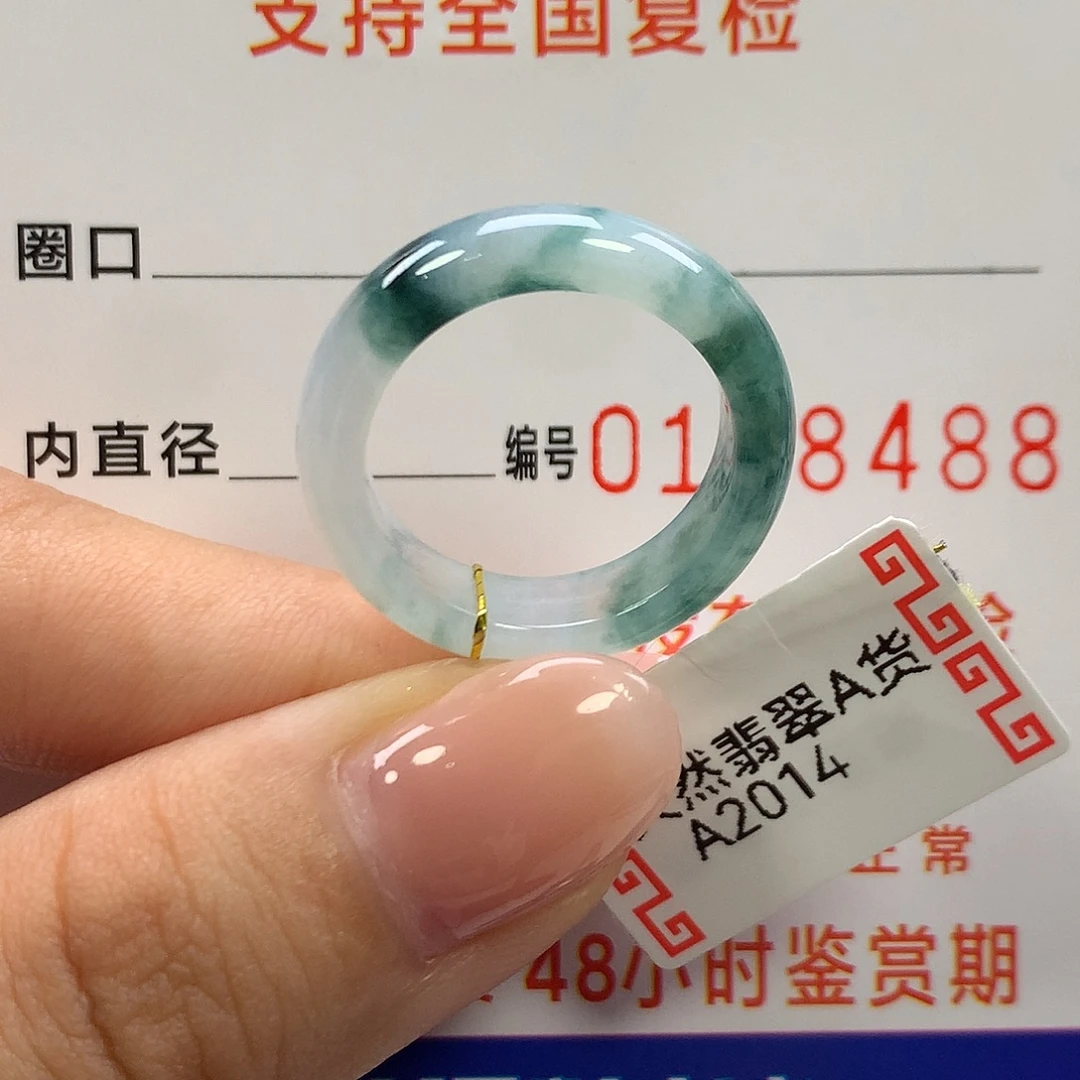 支持全国复检
圈口
内直径
编号 01 8488
然翡翠A货
A2014
正常
48小时鉴赏期